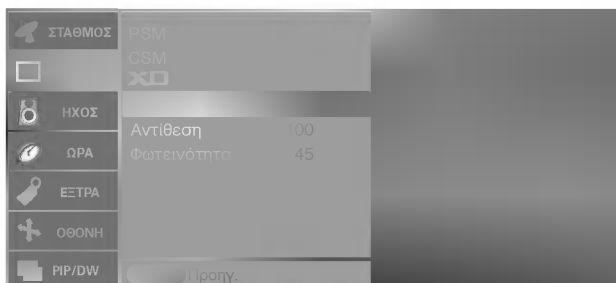 ΣΤΑΘΜΟΣ
ΗΧΟΣ
ΩΡΑ
ΕΞΤΡΑ
ΟΘΟΝΗ
PIP/DW
PSM
CSM
XD
Αντίθεση 100
Φωτεινότητα 45
Προηγ.